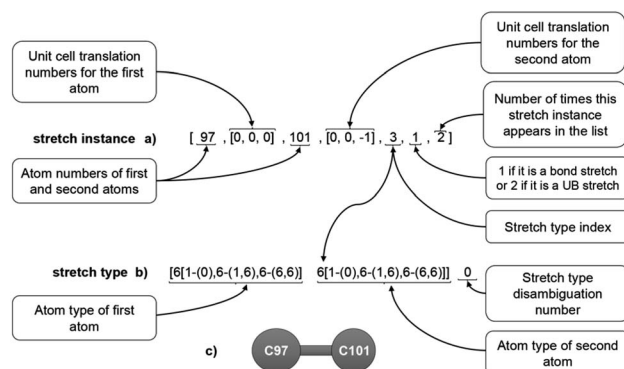 Unit cell translation
numbers for the first
atom
Unit cell translation
numbers for the
second atom
Number of times this
stretch instance
appears in the list
stretch instance a) [ 97 , [0, 0, 0] , 101 , [0, 0, -1] , 3 , 1 , 2 ]
Atom numbers of
first and second atoms
1 if it is a bond stretch
or 2 if it is a UB stretch
Stretch type index
stretch type b) [6[1-(0),6-(1,6),6-(6,6)] 6[1-(0),6-(1,6),6-(6,6)]] 0
Atom type of first
atom
Stretch type
disambiguation
number
Atom type of second
atom
c) C97 C101